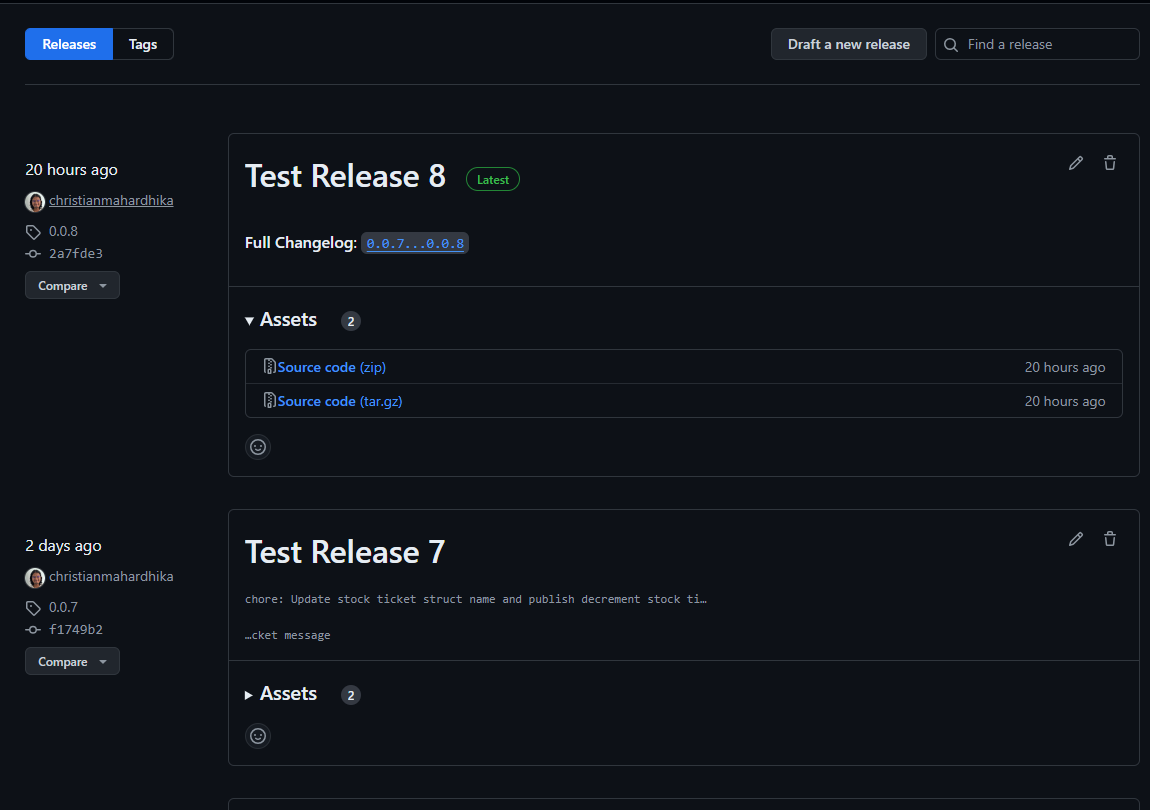 Releases Tags Draft a new release Find a release
20 hours ago
christianmahardhika
0.0.8
2a7fde3
Compare
Test Release 8 Latest
Full Changelog: 0.0.7...0.0.8
Assets 2
Source code (zip) 20 hours ago
Source code (tar.gz) 20 hours ago
2 days ago
christianmahardhika
0.0.7
f1749b2
Compare
Test Release 7
chore: Update stock ticket struct name and publish decrement stock ti…
…cket message
Assets 2